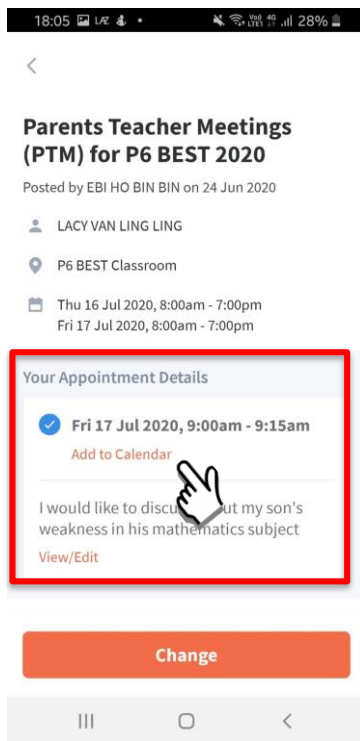 18:05 LAZ 28%
Parents Teacher Meetings
(PTM) for P6 BEST 2020
Posted by EBI HO BIN BIN on 24 Jun 2020
LACY VAN LING LING
P6 BEST Classroom
Thu 16 Jul 2020, 8:00am - 7:00pm
Fri 17 Jul 2020, 8:00am - 7:00pm
Your Appointment Details
Fri 17 Jul 2020, 9:00am - 9:15am
Add to Calendar
I would like to my son's
weakness in his mathematics subject
View/Edit
Change